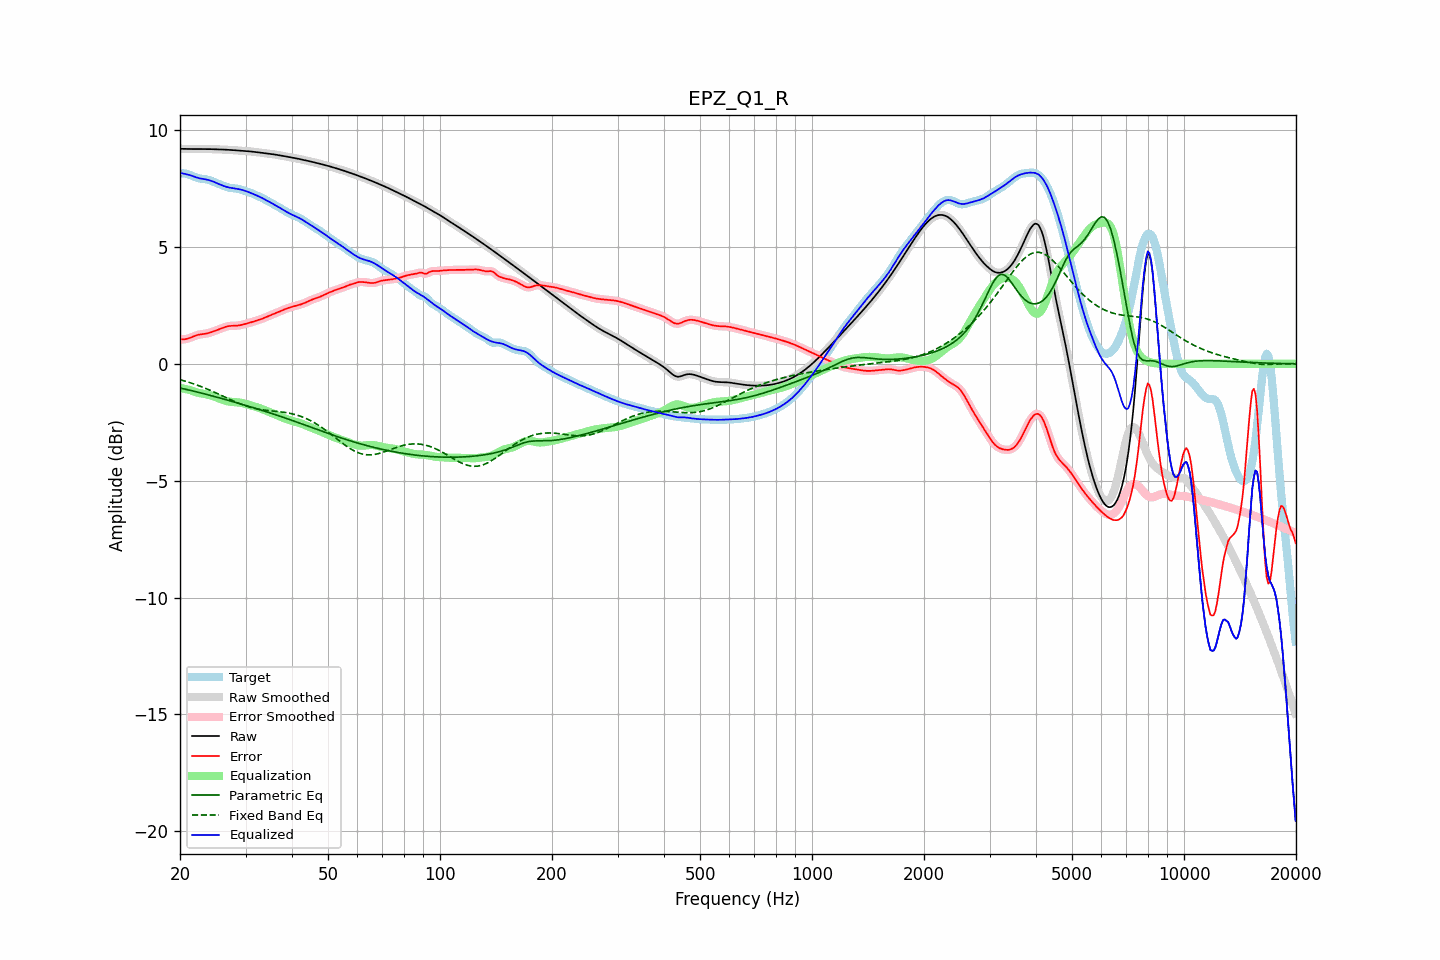 EPZ_Q1_R
Amplitude (dBr)
10
5
0
−5
−10
−15
−20
Target
Raw Smoothed
Error Smoothed
Raw
Error
Equalization
Parametric Eq
Fixed Band Eq
Equalized
20 50 100 200 500 1000 2000 5000 10000 20000
Frequency (Hz)